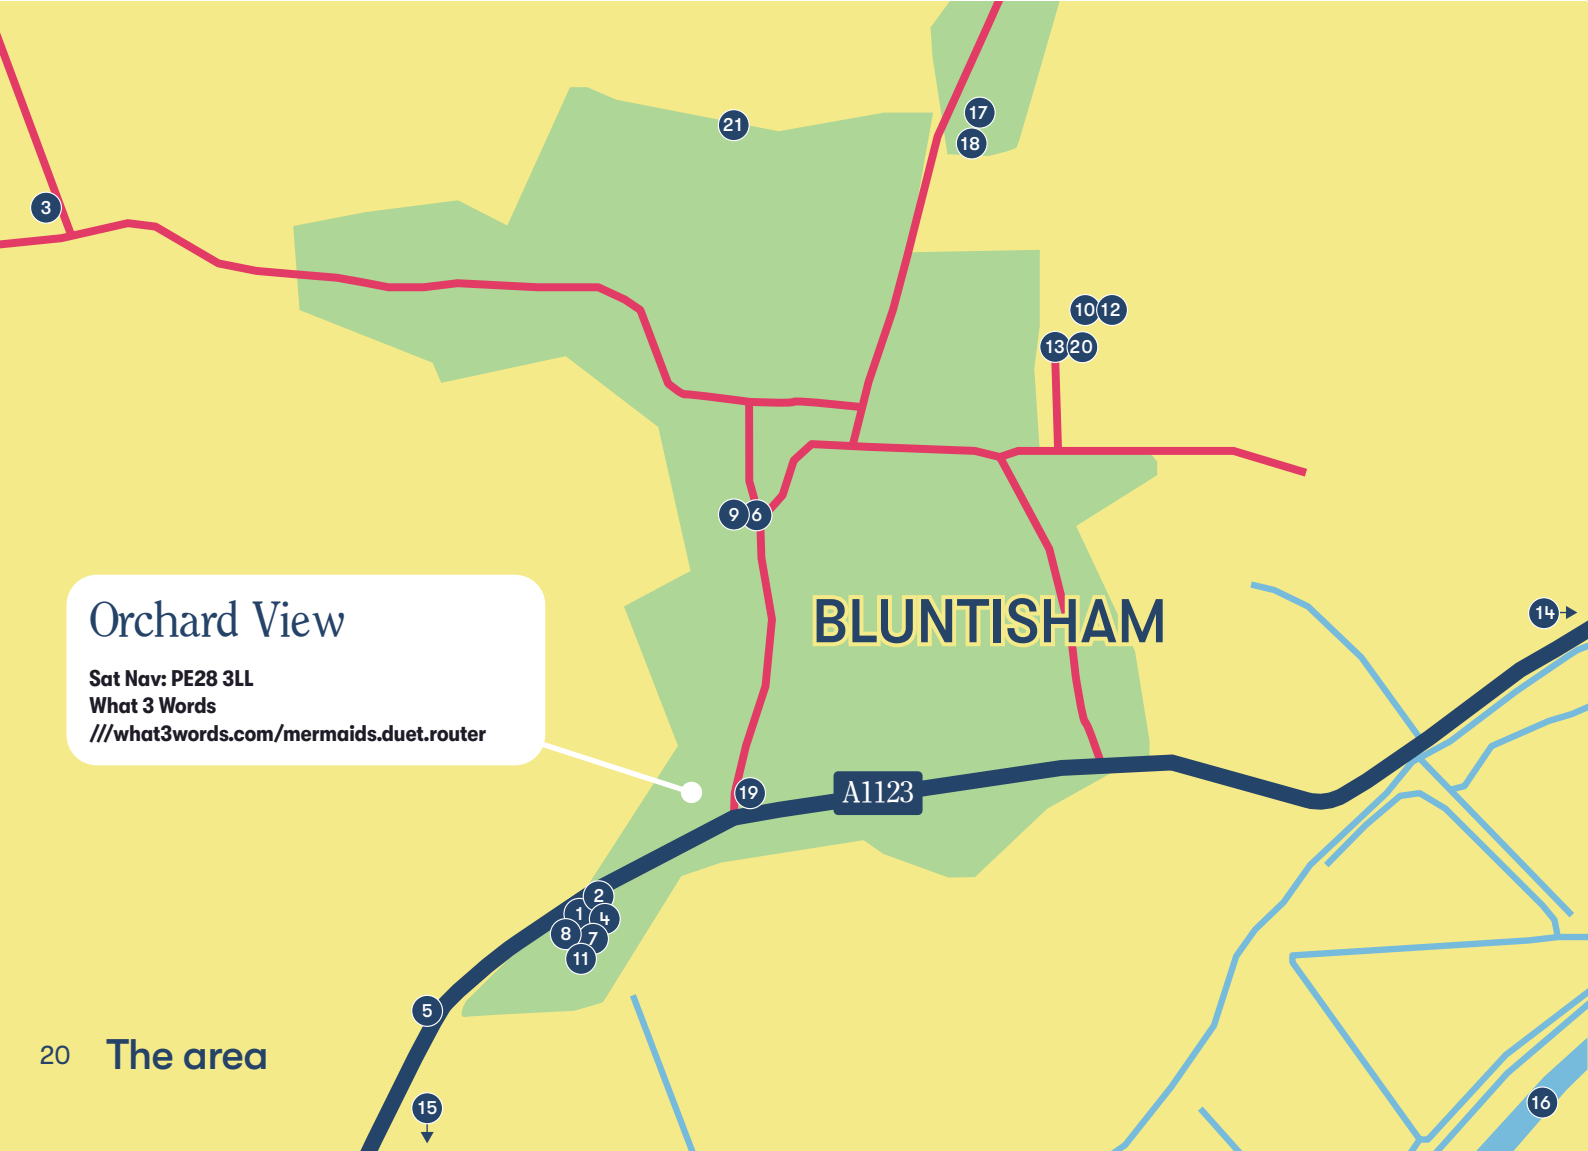 17
21
18
3
10 12
13 20
9 6
Orchard View
Sat Nav: PE28 3LL
What 3 Words
///what3words.com/mermaids.duet.router
BLUNTISHAM
14
19
A1123
2
1 4
8 7
11
5
20 The area
15
16